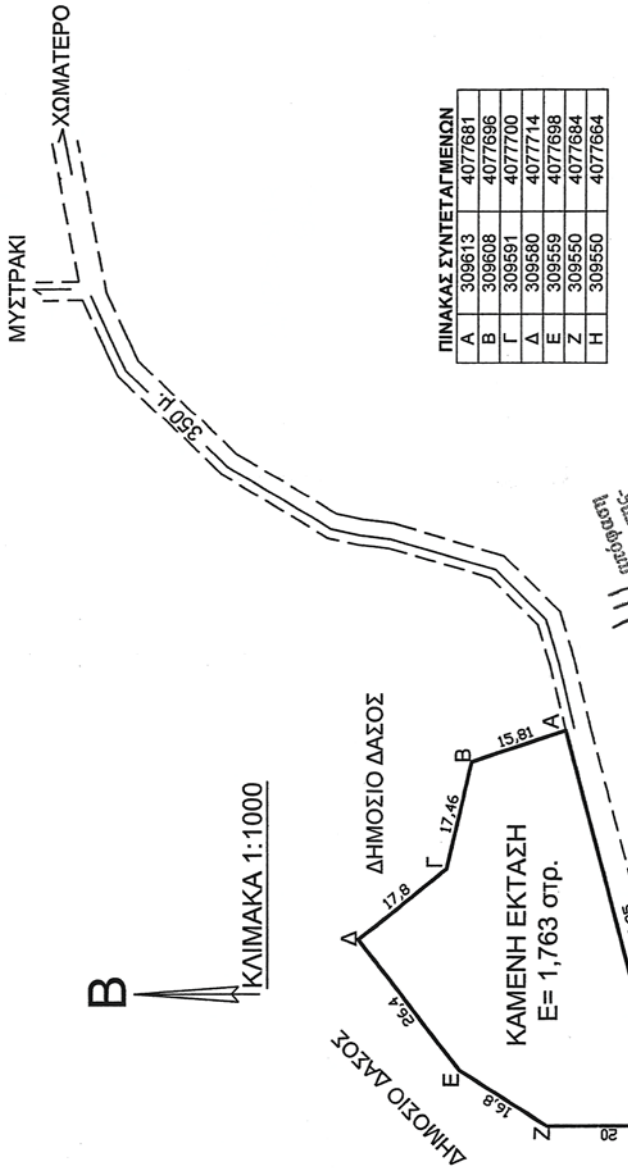 ΜΥΣΤΡΑΚΙ
ΧΩΜΑΤΕΡΟ
350 μ.
Β
ΚΛΙΜΑΚΑ 1:1000
ΔΗΜΟΣΙΟ ΔΑΣΟΣ
ΔΗΜΟΣΙΟ ΔΑΣΟΣ
Δ
17,8
Γ
17,46
Β
15,81
Α
26,4
Ε
16,8
Ζ
20
ΚΑΜΕΝΗ ΕΚΤΑΣΗ
Ε= 1,763 στρ.
ΠΙΝΑΚΑΣ ΣΥΝΤΕΤΑΓΜΕΝΩΝ
Α 309613 4077681
Β 309608 4077696
Γ 309591 4077700
Δ 309580 4077714
Ε 309559 4077698
Ζ 309550 4077684
Η 309550 4077664
απόφαση